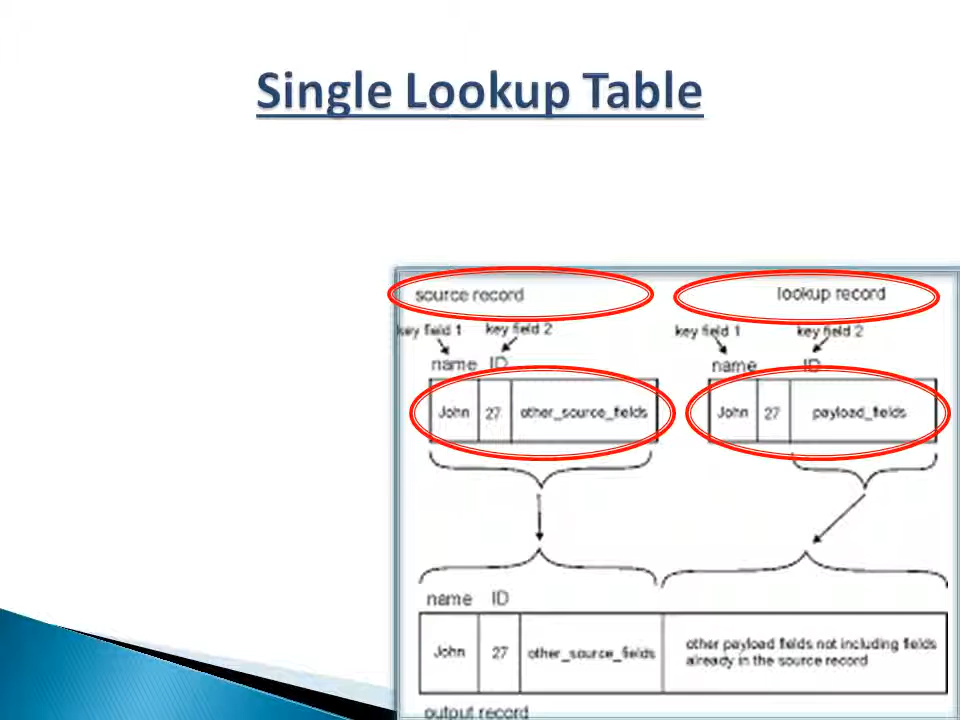 Single Lookup Table
source record
lookup record
key field 1
key field 2
key field 1
key field 2
name
ID
name
ID
John
27
other_source_fields
John
27
payload_fields
name
ID
John
27
other_source_fields
other payload fields not including fields
already in the source record
output record